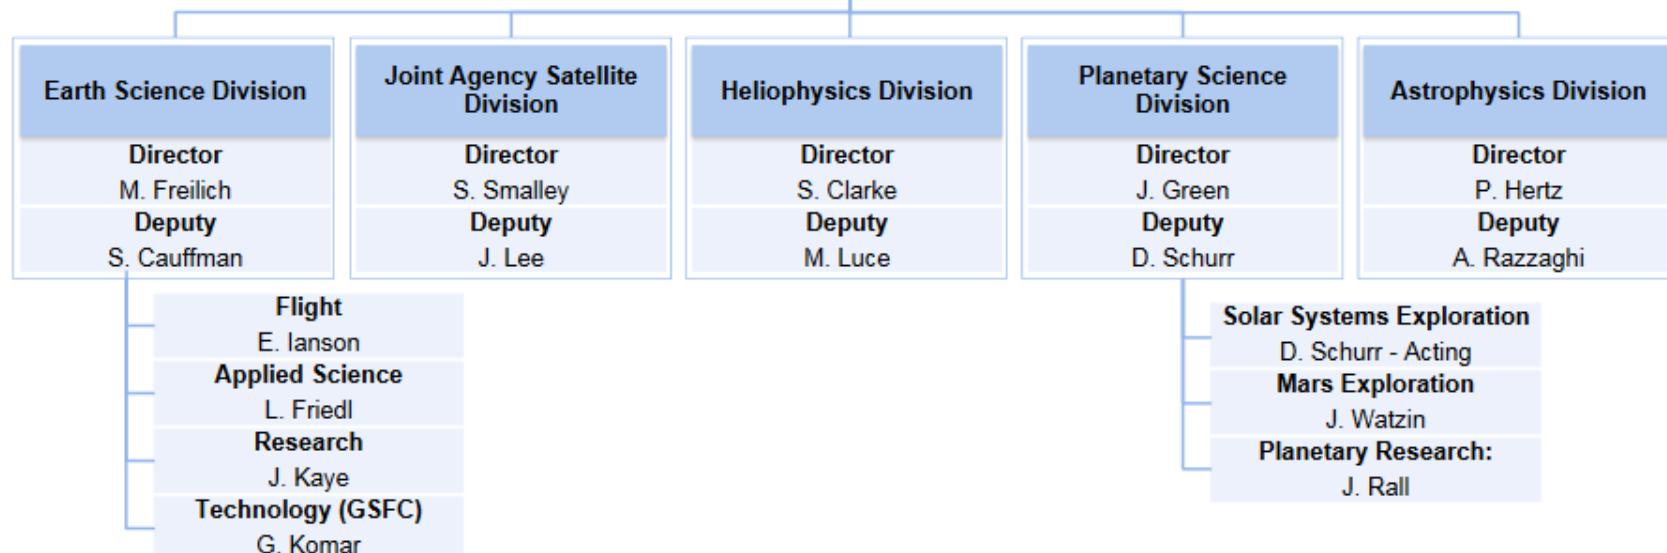 Earth Science Division
Director
M. Freilich
Deputy
S. Cauffman
Flight
E. Ianson
Applied Science
L. Friedl
Research
J. Kaye
Technology (GSFC)
G. Komar
Joint Agency Satellite
Division
Director
S. Smalley
Deputy
J. Lee
Heliophysics Division
Director
S. Clarke
Deputy
M. Luce
Planetary Science
Division
Director
J. Green
Deputy
D. Schurr
Solar Systems Exploration
D. Schurr - Acting
Mars Exploration
J. Watzin
Planetary Research:
J. Rall
Astrophysics Division
Director
P. Hertz
Deputy
A. Razzaghi